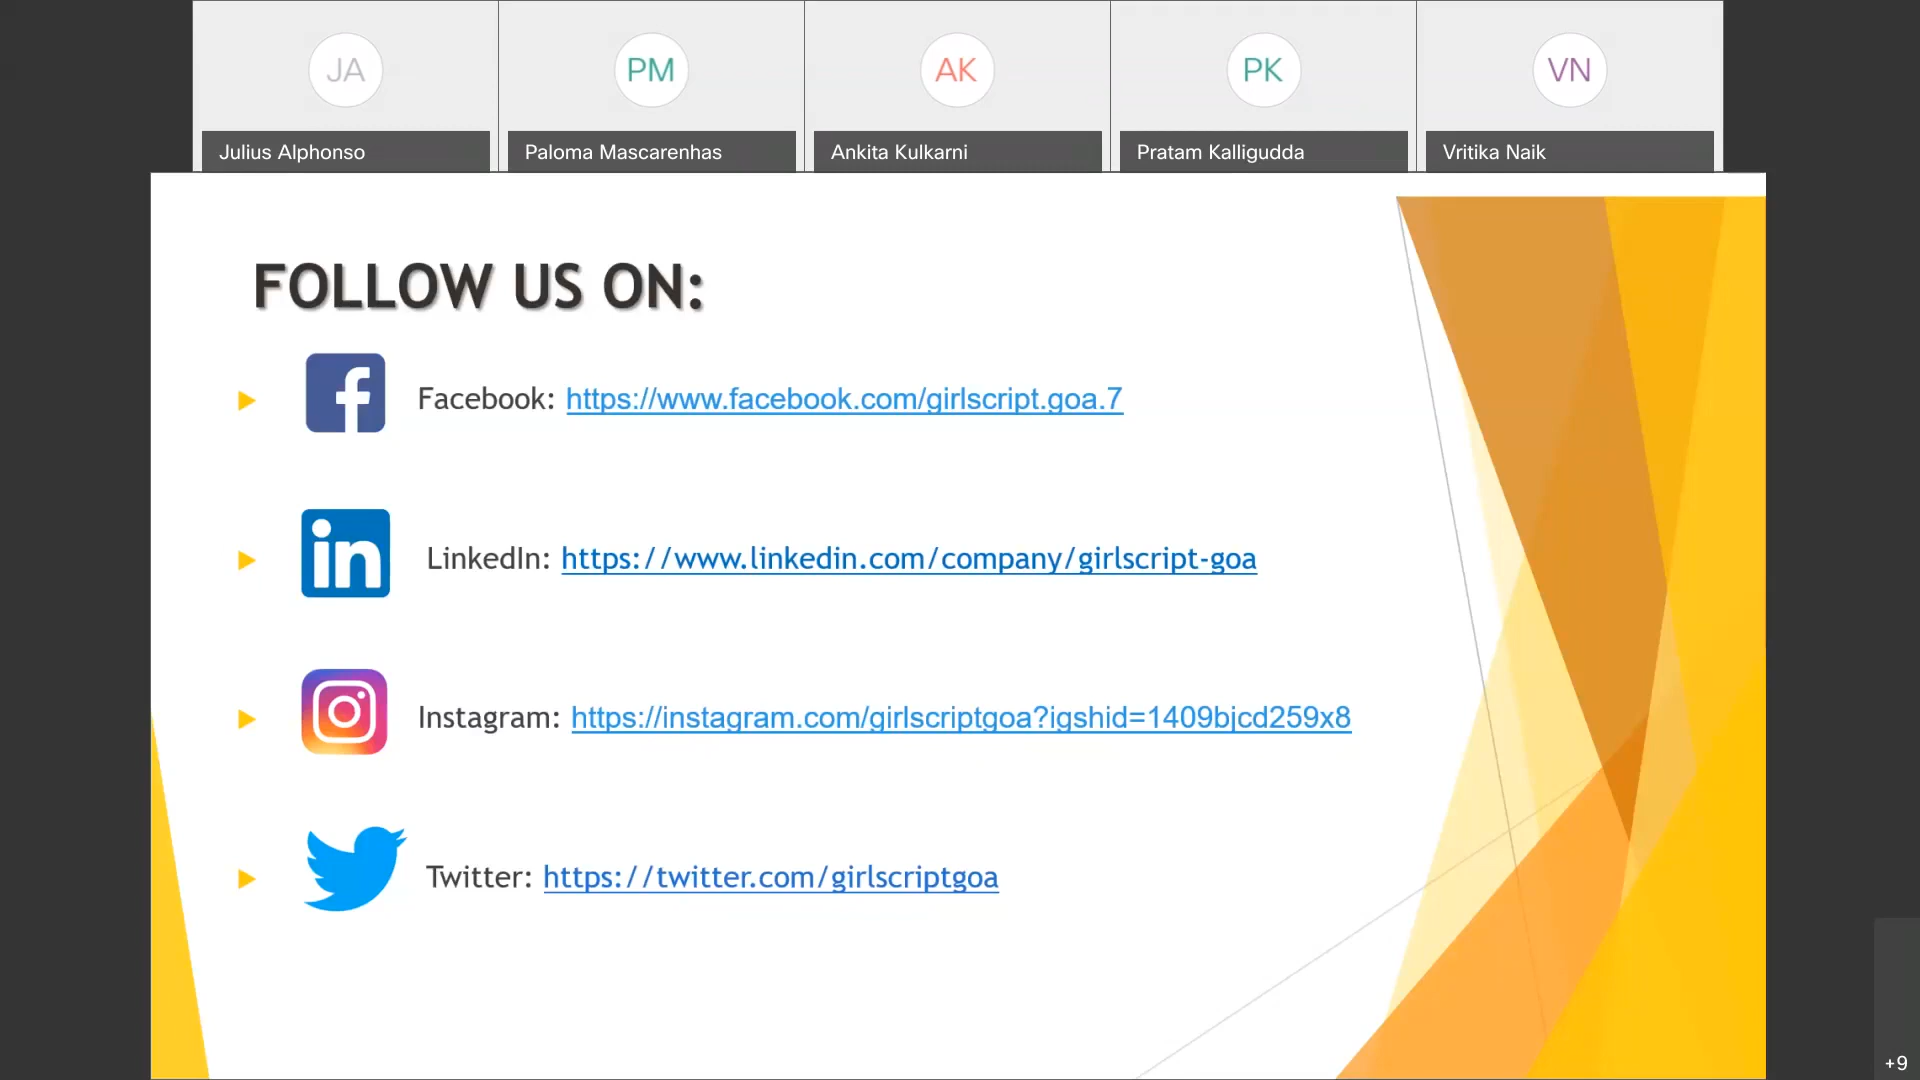 JA
PM
AK
PK
VN
Julius Alphonso
Paloma Mascarenhas
Ankita Kulkarni
Pratam Kalligudda
Vritika Naik
FOLLOW US ON:
f
Facebook: https://www.facebook.com/girlscript.goa.7
in
LinkedIn: https://www.linkedin.com/company/girlscript-goa
Instagram: https://instagram.com/girlscriptgoa?igshid=1409bjcd259x8
Twitter: https://twitter.com/girlscriptgoa
+9